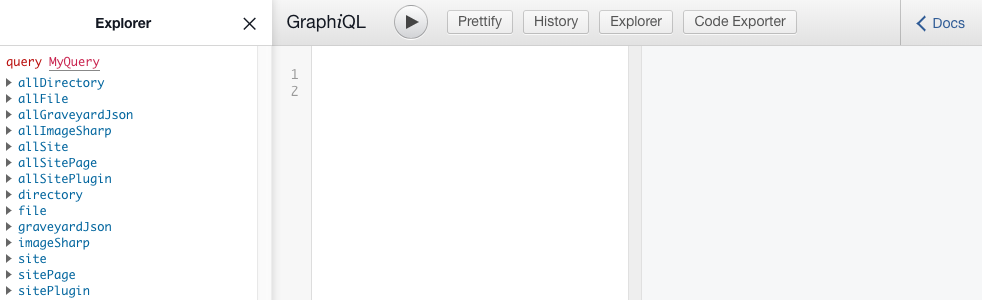 Explorer
GraphiQL
Prettify
History
Explorer
Code Exporter
Docs
query MyQuery
allDirectory
allFile
allGraveyardJson
allImageSharp
allSite
allSitePage
allSitePlugin
directory
file
graveyardJson
imageSharp
site
sitePage
sitePlugin
1
2